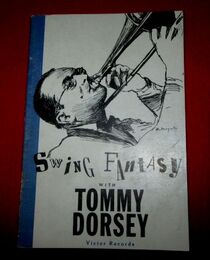 SWING FANTASY
WITH
TOMMY
DORSEY
Victor Records